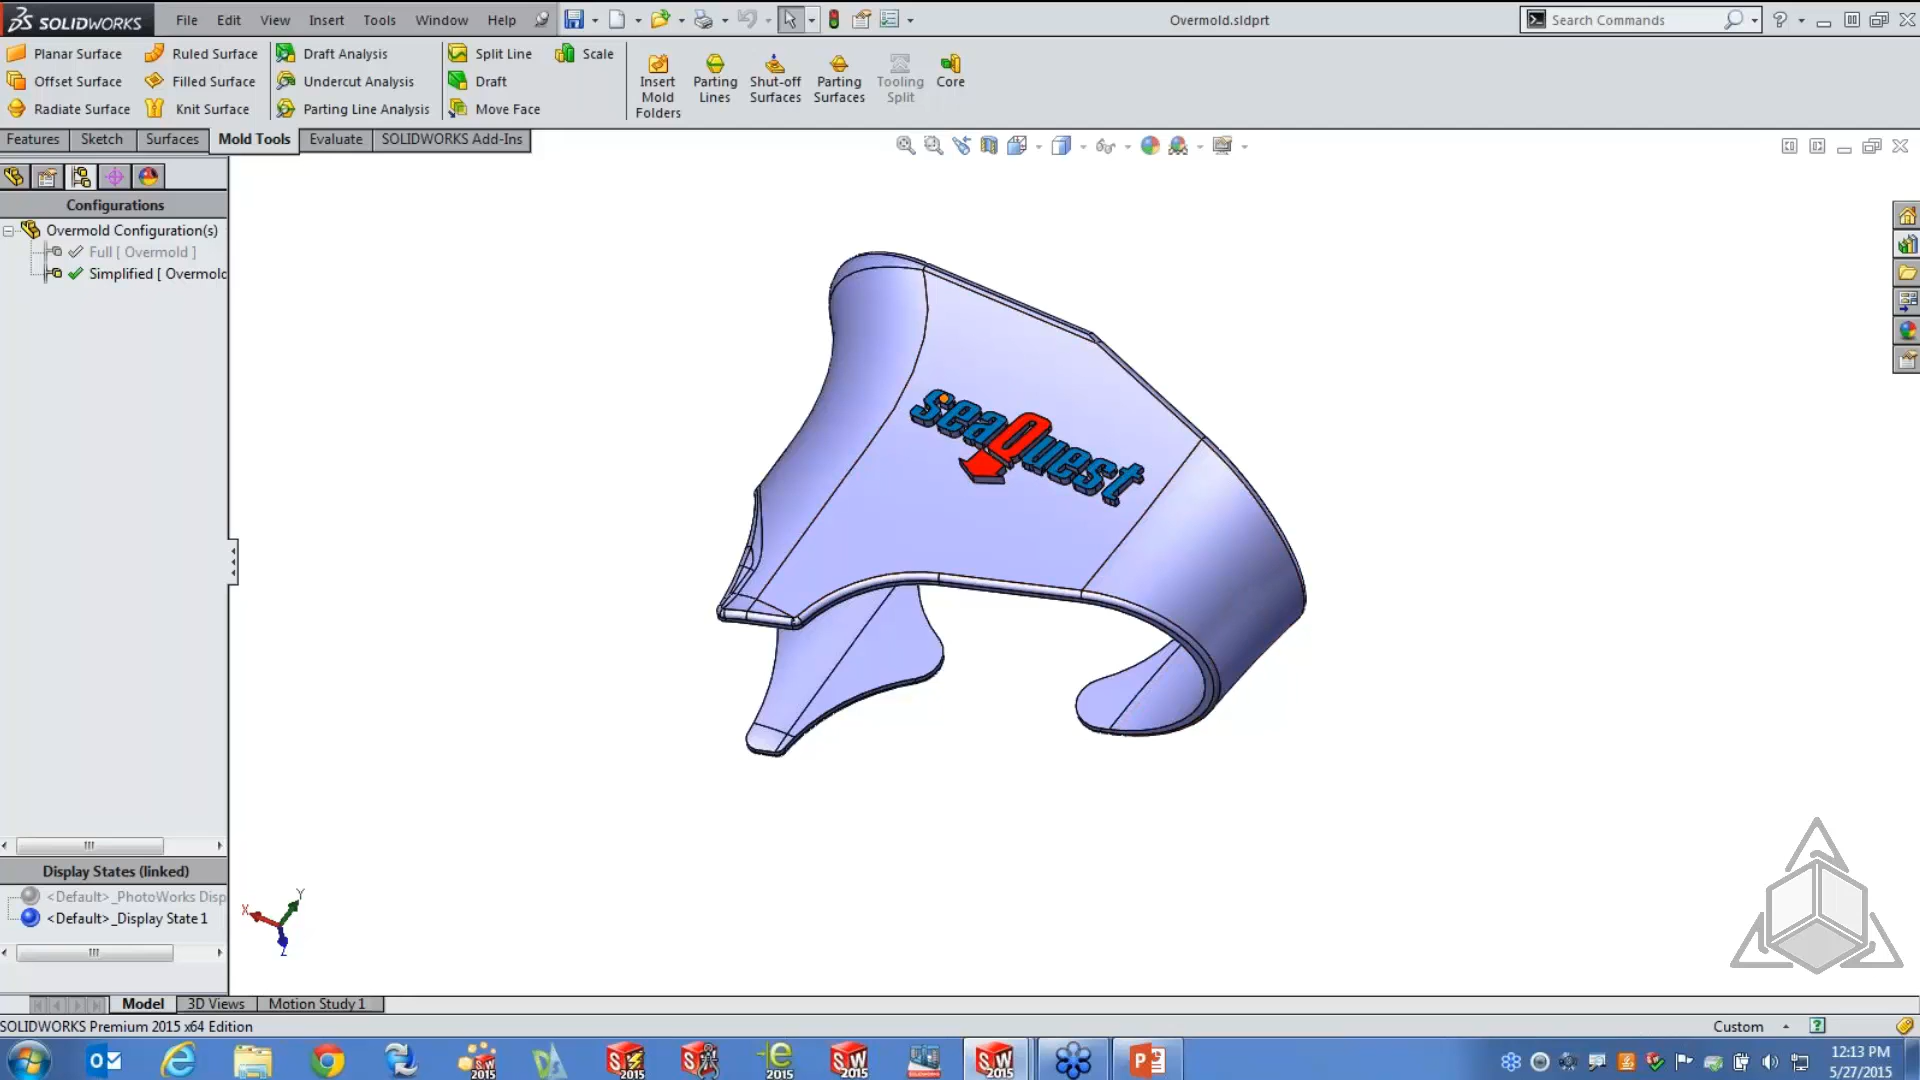 SOLIDWORKS File Edit View Insert Tools Window Help Overmold.sldprt Search Commands
Planar Surface Ruled Surface Draft Analysis Split Line Scale
Offset Surface Filled Surface Undercut Analysis Draft
Radiate Surface Knit Surface Parting Line Analysis Move Face
Insert Mold Folders
Parting Lines
Shut-off Surfaces
Parting Surfaces
Tooling Split
Core
Features Sketch Surfaces Mold Tools Evaluate SOLIDWORKS Add-Ins
Configurations
Overmold Configuration(s)
Full [ Overmold ]
Simplified [ Overmold
seaQuest
Display States (linked)
<Default>_PhotoWorks Disp
<Default>_Display State 1
X
Y
Z
Model 3D Views Motion Study 1
SOLIDWORKS Premium 2015 x64 Edition Custom
12:13 PM
5/27/2015